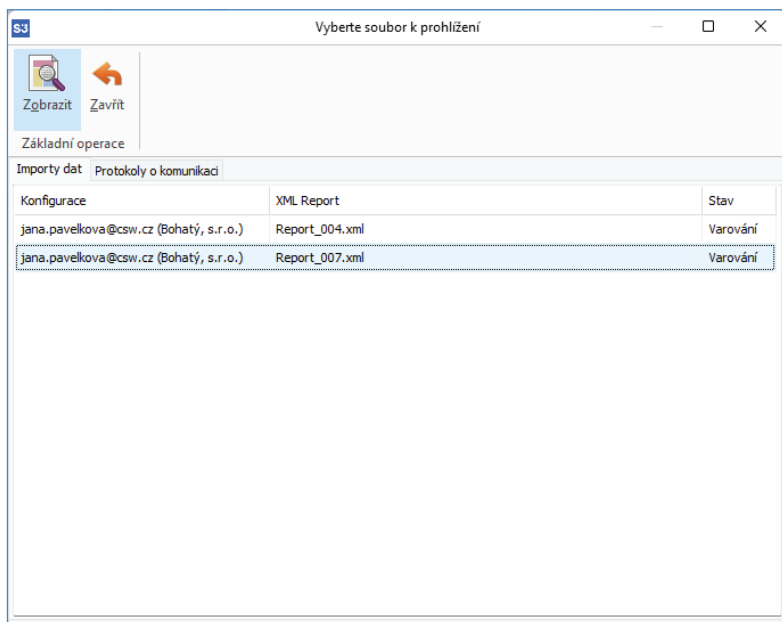 S3 Vyberte soubor k prohlížení
Zobrazit Zavřít
Základní operace
Importy dat Protokoly o komunikaci
Konfigurace XML Report Stav
jana.pavelkova@csw.cz (Bohatý, s.r.o.) Report_004.xml Varování
jana.pavelkova@csw.cz (Bohatý, s.r.o.) Report_007.xml Varování